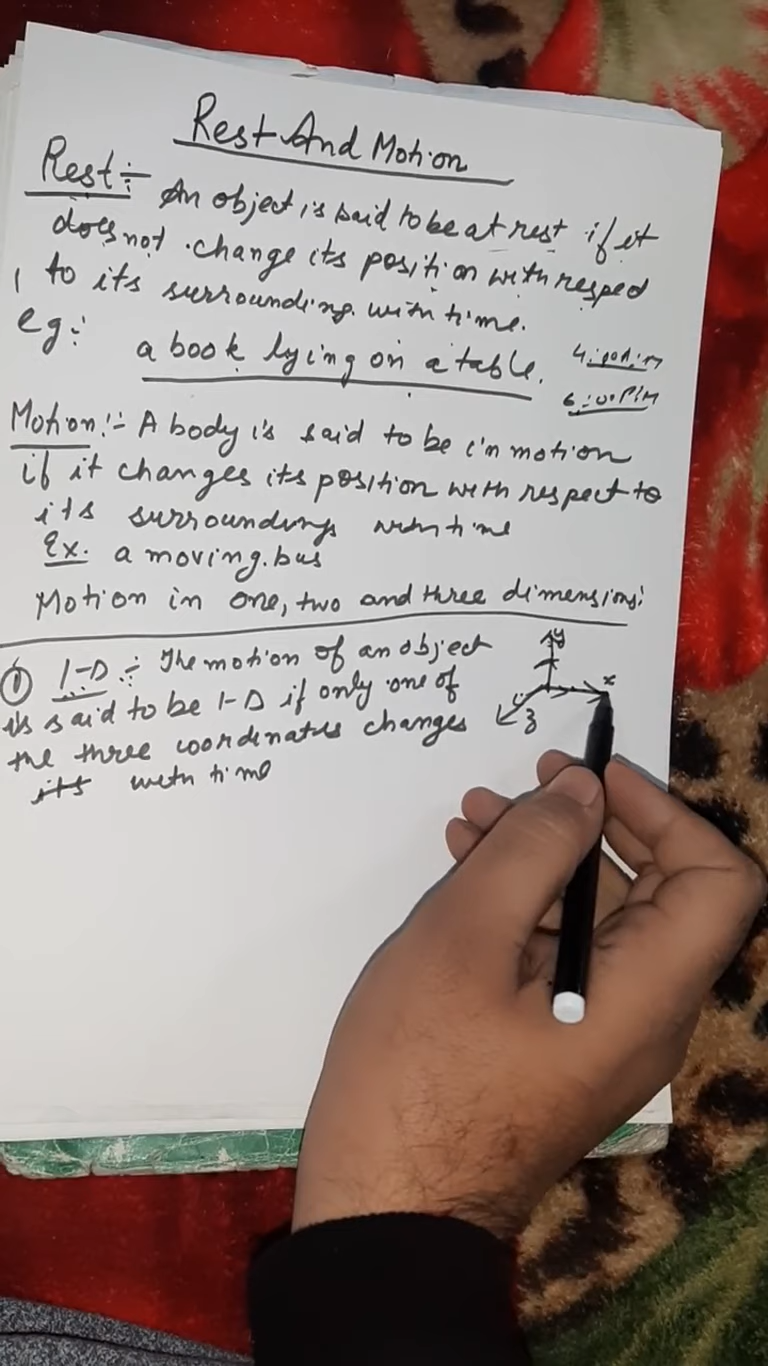 Rest And Motion
Rest ÷ An object is said to be at rest if it
does not change its position with respect
to its surrounding with time.
eg:
a book lying on a table.
4:00 P.M
6:00 P.M
Motion:- A body is said to be in motion
if it changes its position with respect to
its surroundings with time
Ex. a moving bus
Motion in one, two and three dimensions:
① 1-D ÷ The motion of an object
is said to be 1-D if only one of
the three coordinates changes
its with time
y
x
z